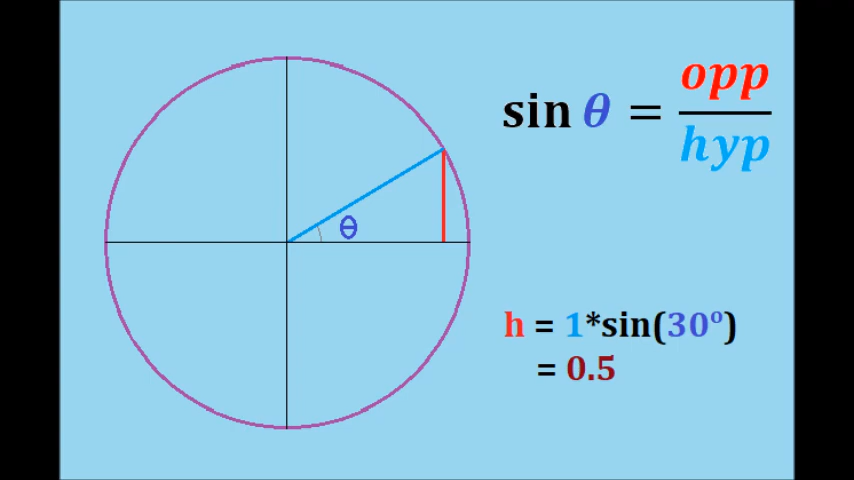 θ
sin θ = opp / hyp
h = 1*sin(30º)
= 0.5